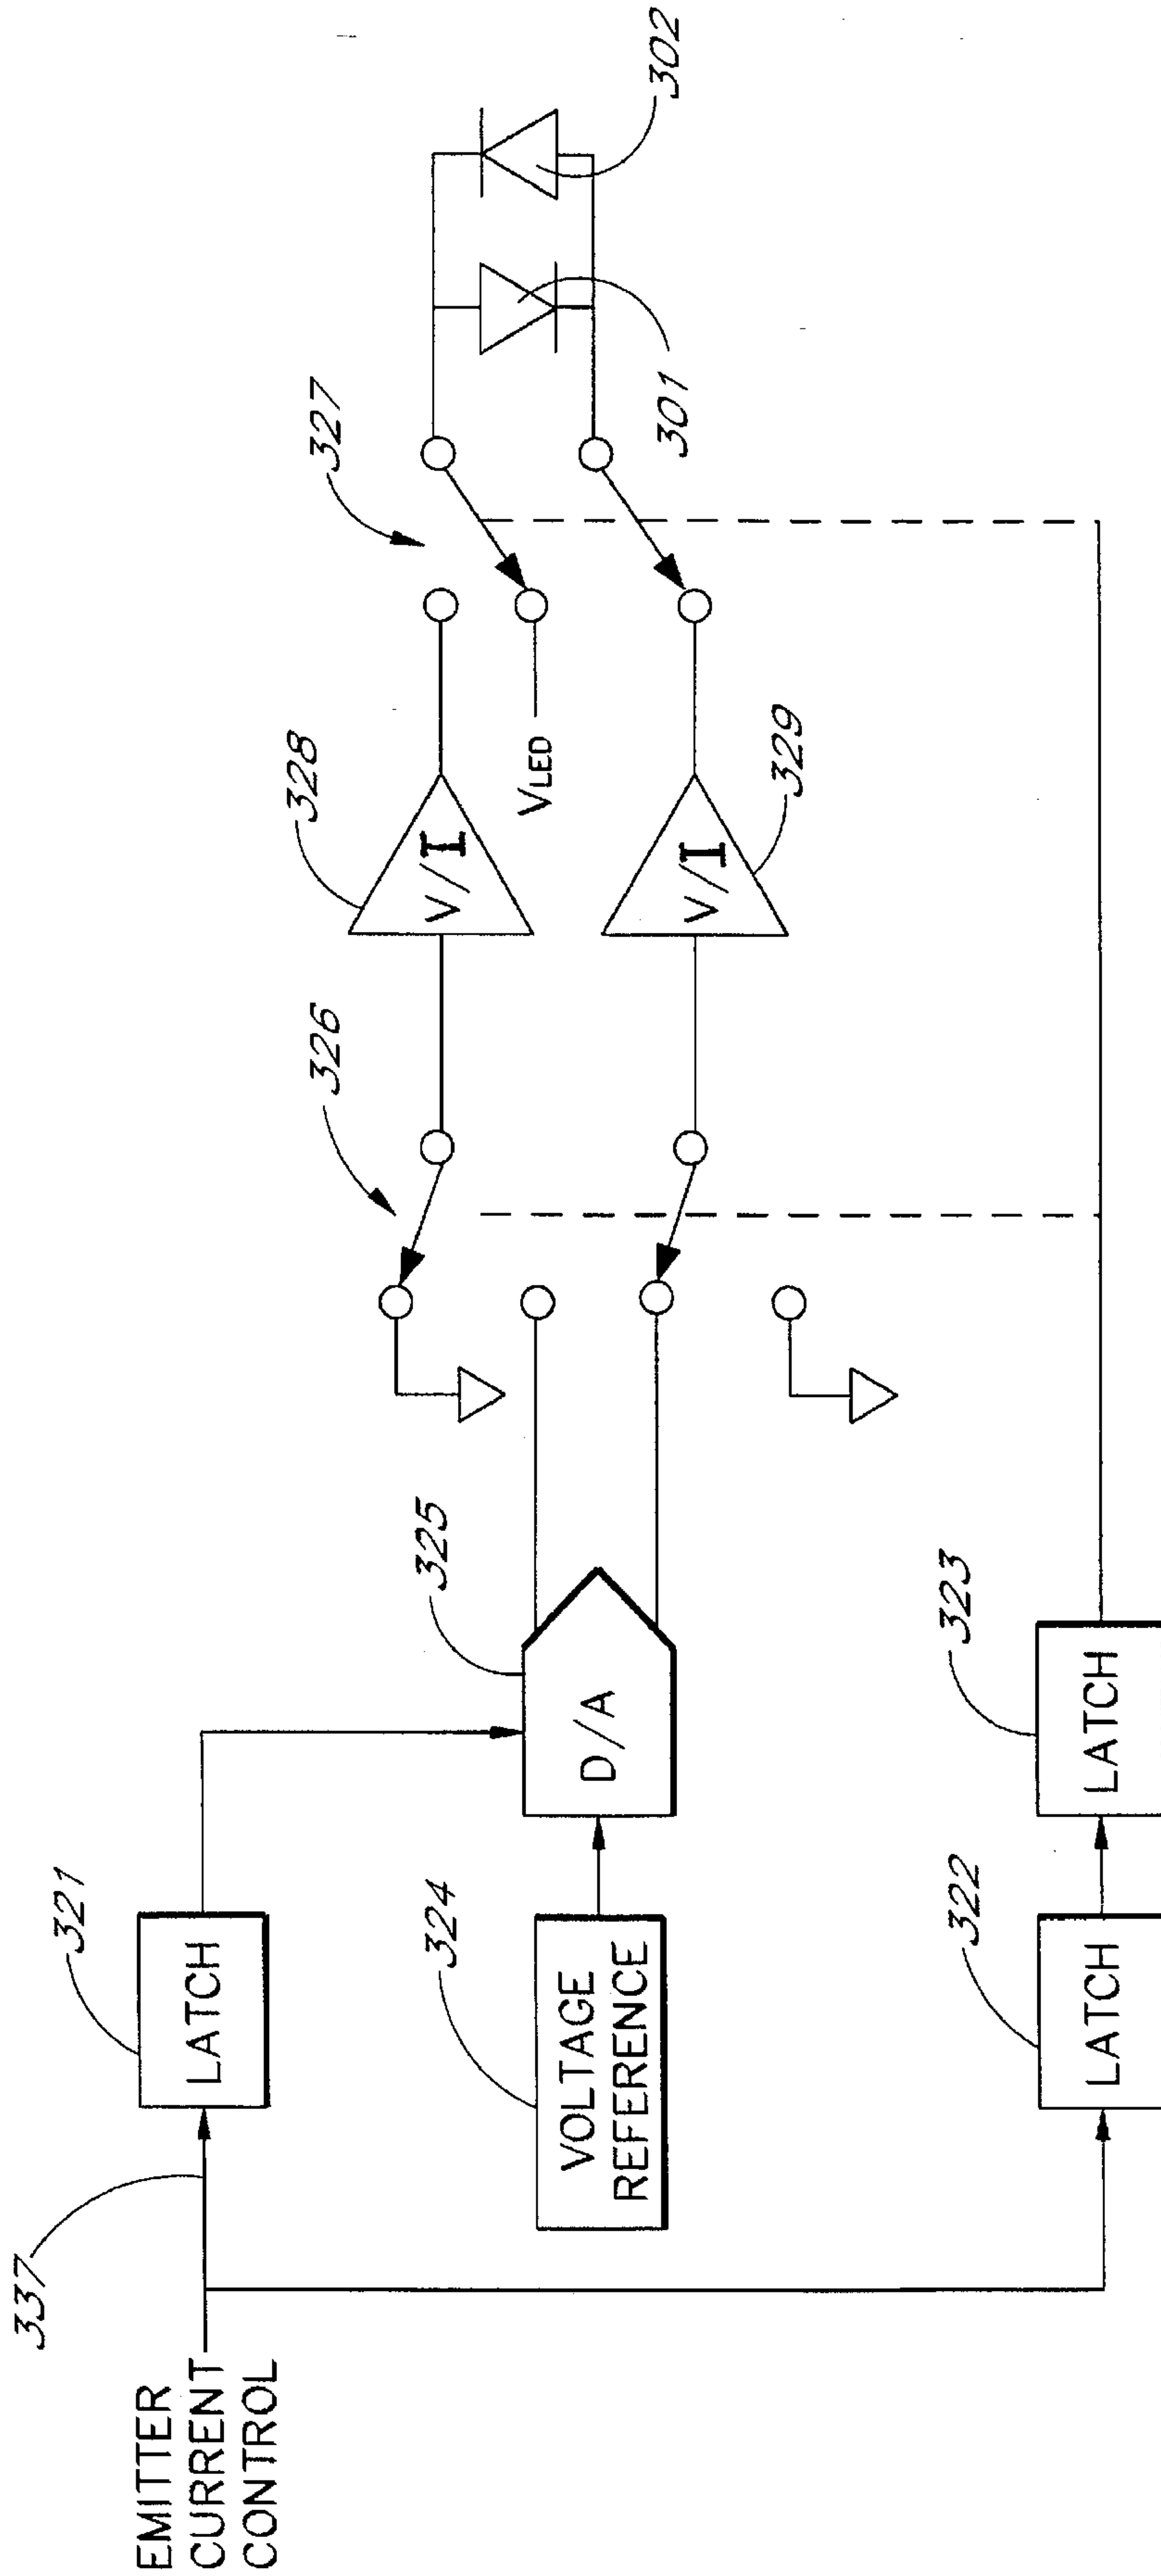 337
EMITTER
CURRENT
CONTROL
321
LATCH
324
VOLTAGE
REFERENCE
325
D/A
322
LATCH
323
LATCH
326
328
V/I
327
VLED
V/I
329
301
302